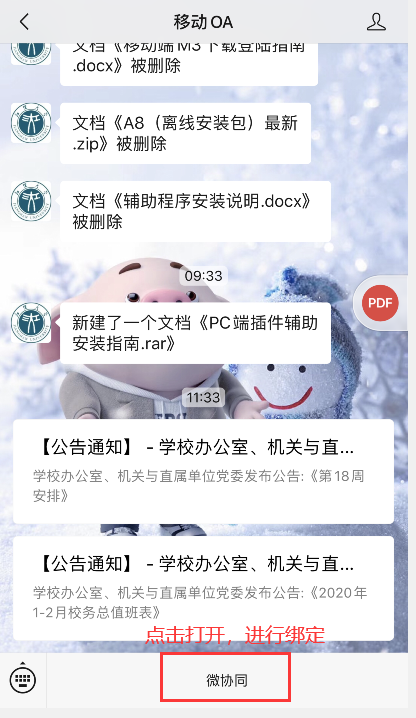 移动OA
文档《移动端M3下载登陆指南
.docx》被删除
文档《A8（离线安装包）最新
.zip》被删除
文档《辅助程序安装说明.docx》
被删除
09:33
PDF
新建了一个文档《PC端插件辅助
安装指南.rar》
11:33
【公告通知】 - 学校办公室、机关与直...
学校办公室、机关与直属单位党委发布公告:《第18周
安排》
【公告通知】 - 学校办公室、机关与直...
学校办公室、机关与直属单位党委发布公告:《2020年
1-2月校务总值班表》
点击打开，进行绑定
微协同